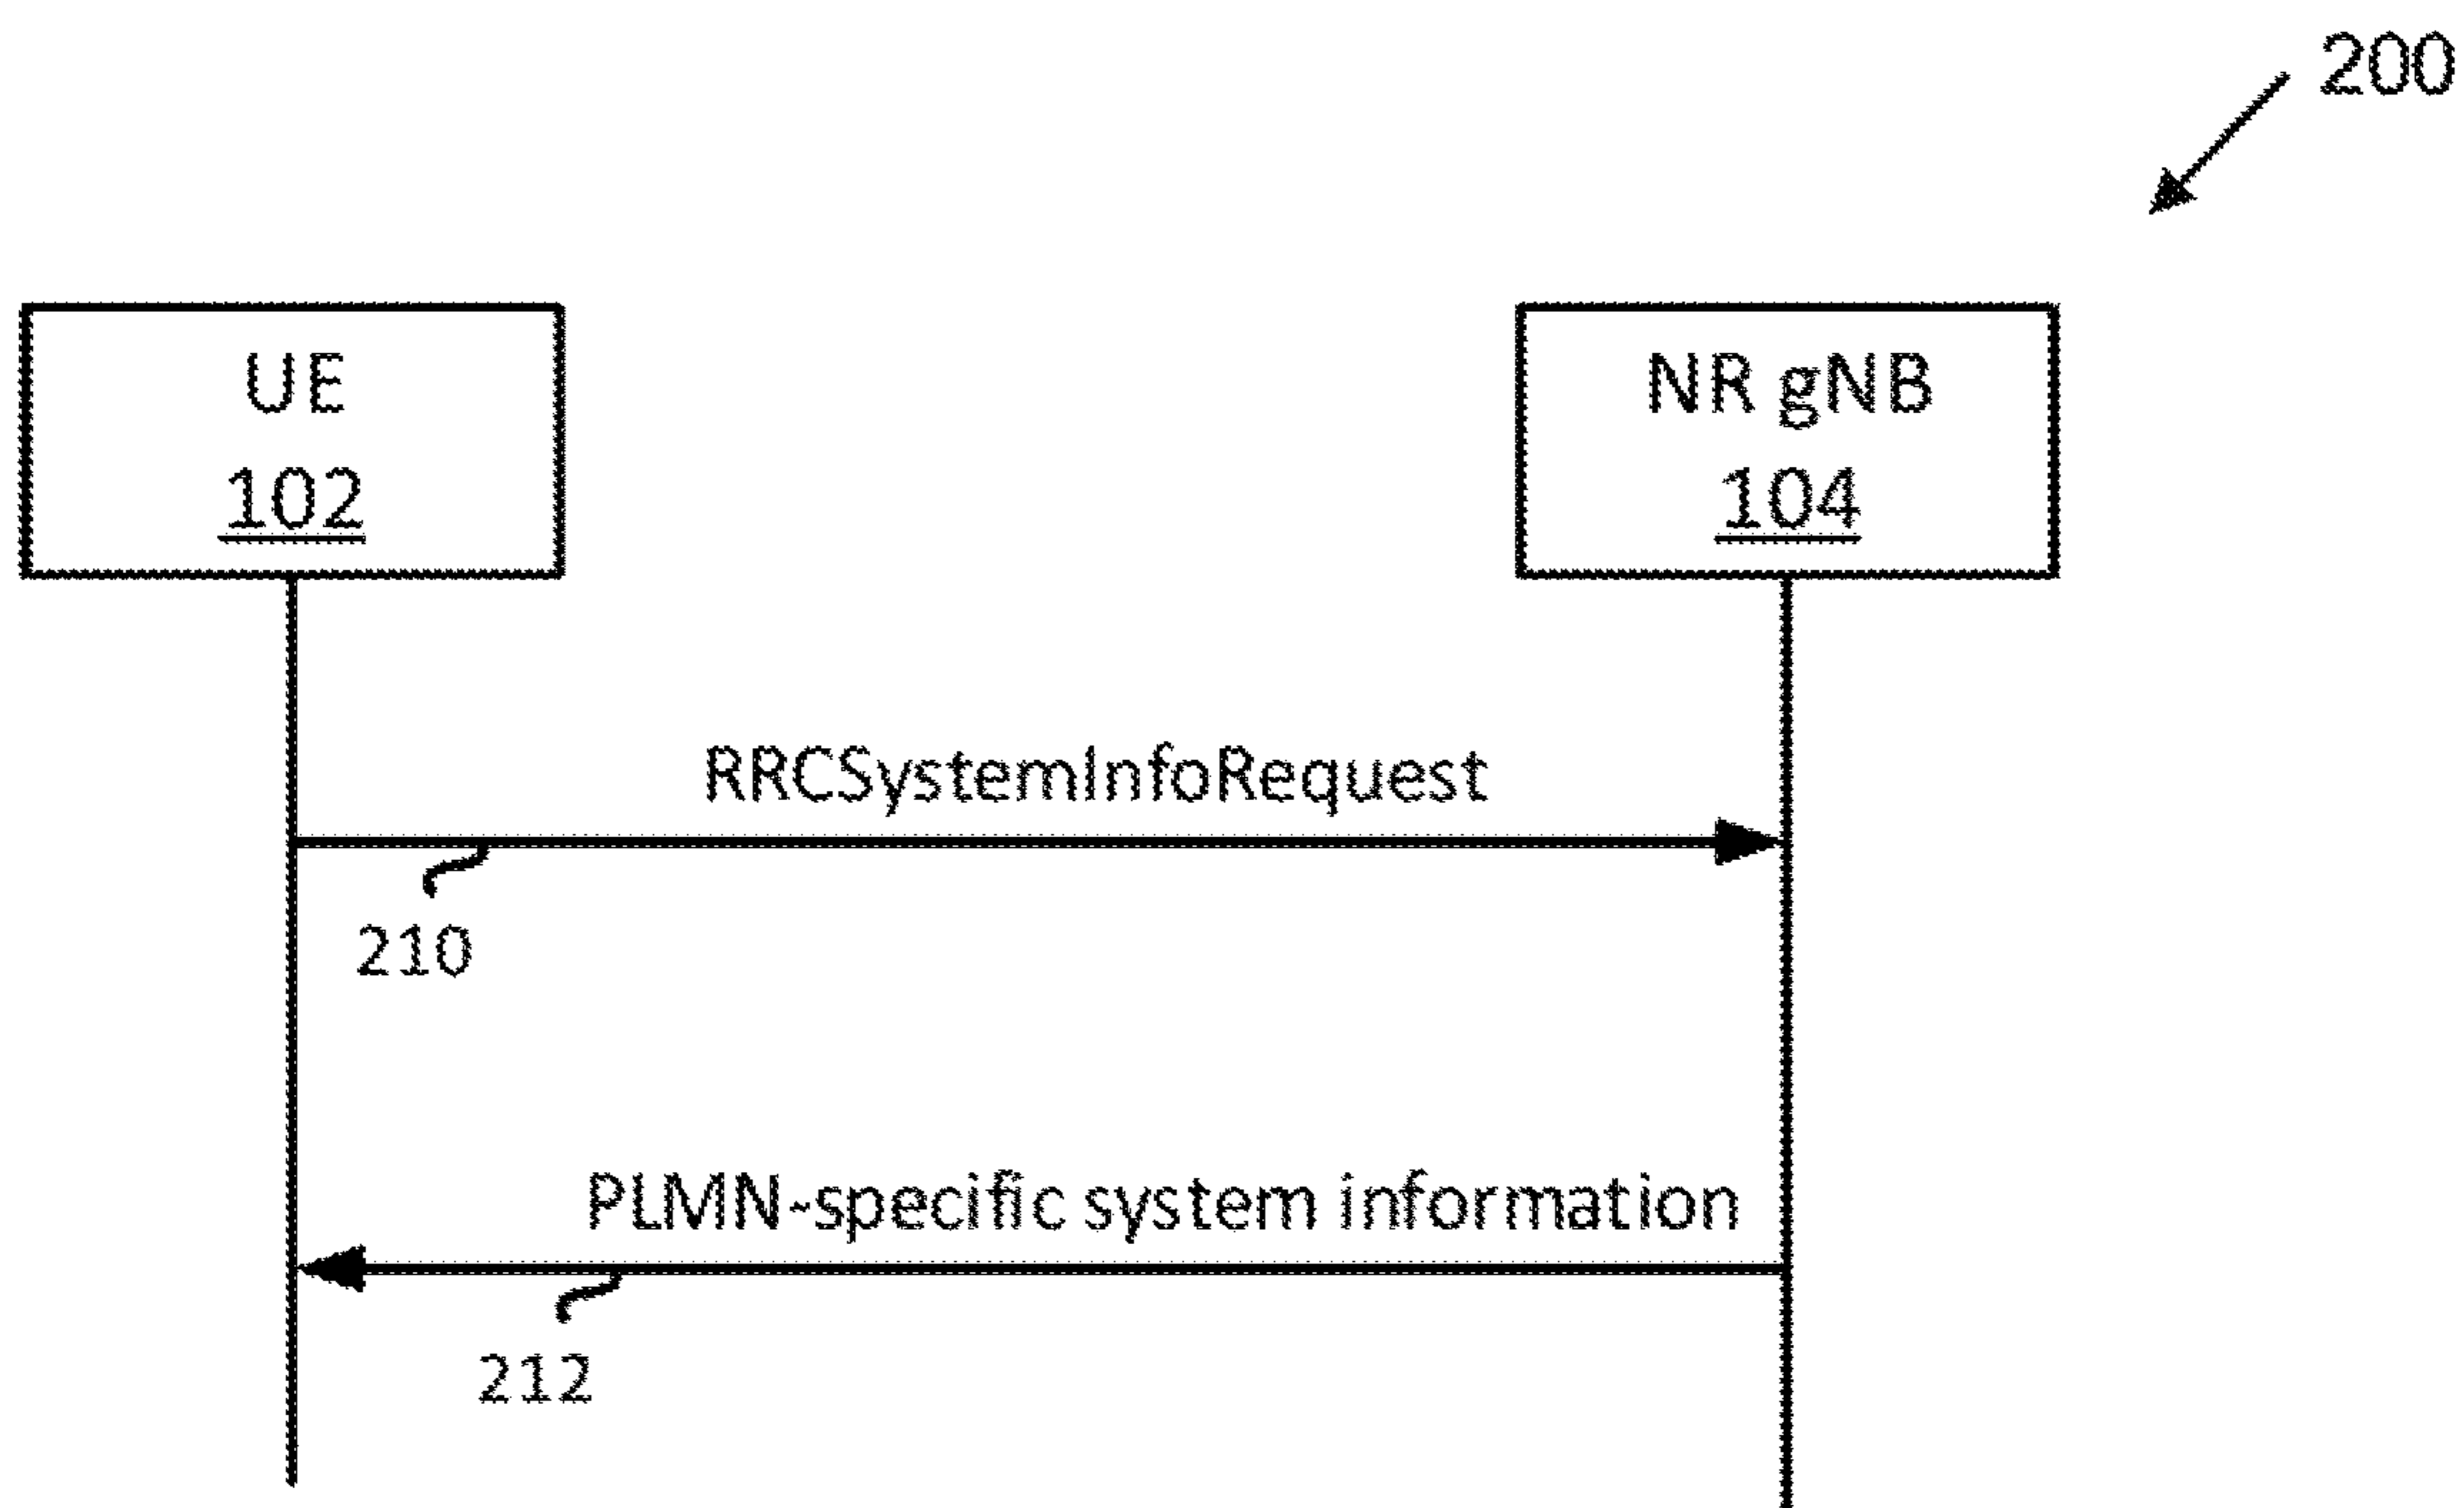 200
UE
102
NR gNB
104
RRCSystemInfoRequest
210
PLMN-specific system information
212